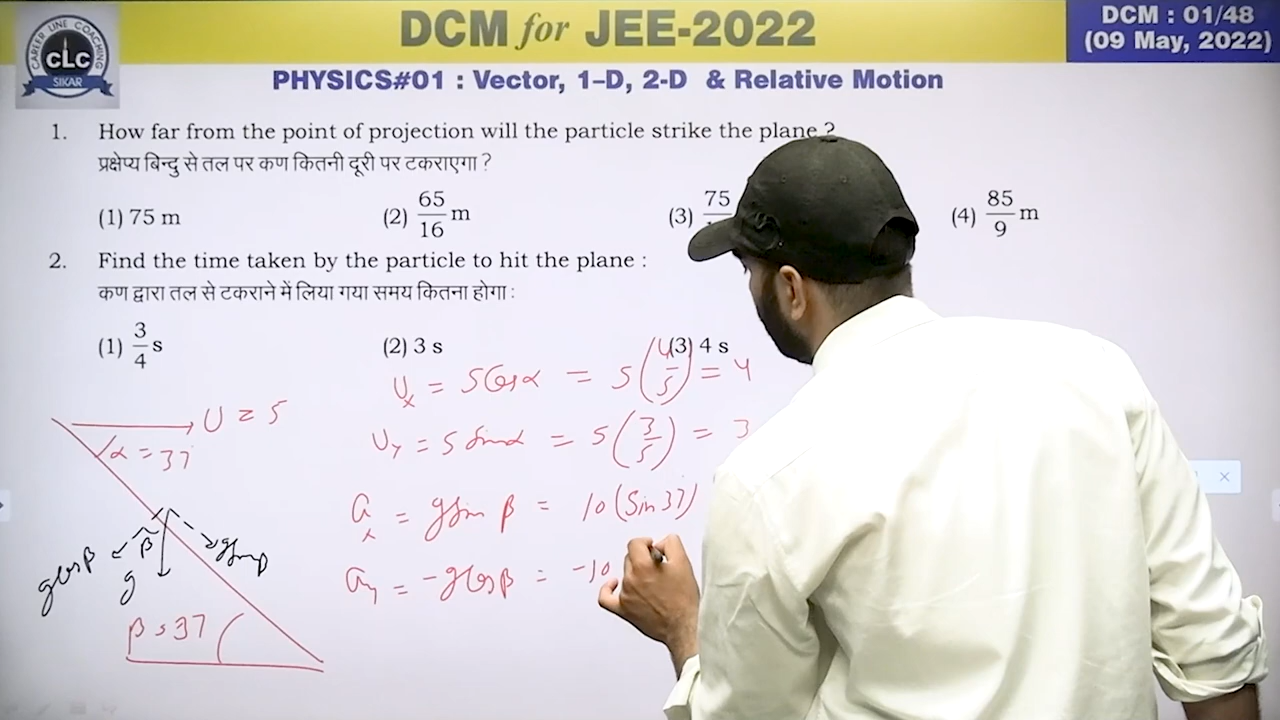 CAREER LINE COACHING
CLC
SIKAR
DCM for JEE-2022
DCM : 01/48
(09 May, 2022)
PHYSICS#01 : Vector, 1–D, 2-D & Relative Motion
1. How far from the point of projection will the particle strike the plane ?
प्रक्षेप्य बिन्दु से तल पर कण कितनी दूरी पर टकराएगा ?
(1) 75 m (2) 65/16 m (3) 75 (4) 85/9 m
2. Find the time taken by the particle to hit the plane :
कण द्वारा तल से टकराने में लिया गया समय कितना होगा :
(1) 3/4 s (2) 3 s (3) 4 s
Ux = 5 Cos α = 5 (4/5) = 4
U = 5
α = 37
Uy = 5 Sin α = 5 (3/5) = 3
ax = g sin β = 10 (Sin 37)
ay = -g cos β = -10
g cos β
β
g
g sin β
β = 37